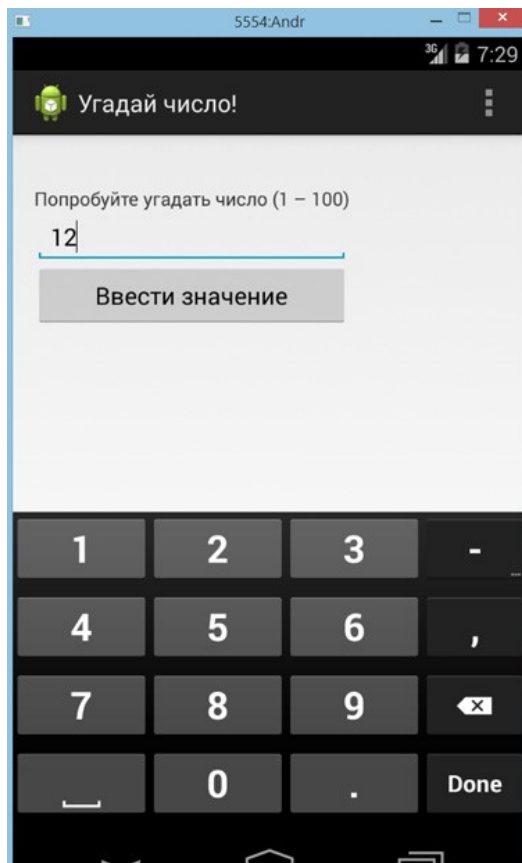 5554:Andr
3G 7:29
Угадай число!
Попробуйте угадать число (1 – 100)
12
Ввести значение
1 2 3 -
...
4 5 6 ,
7 8 9
0 . Done